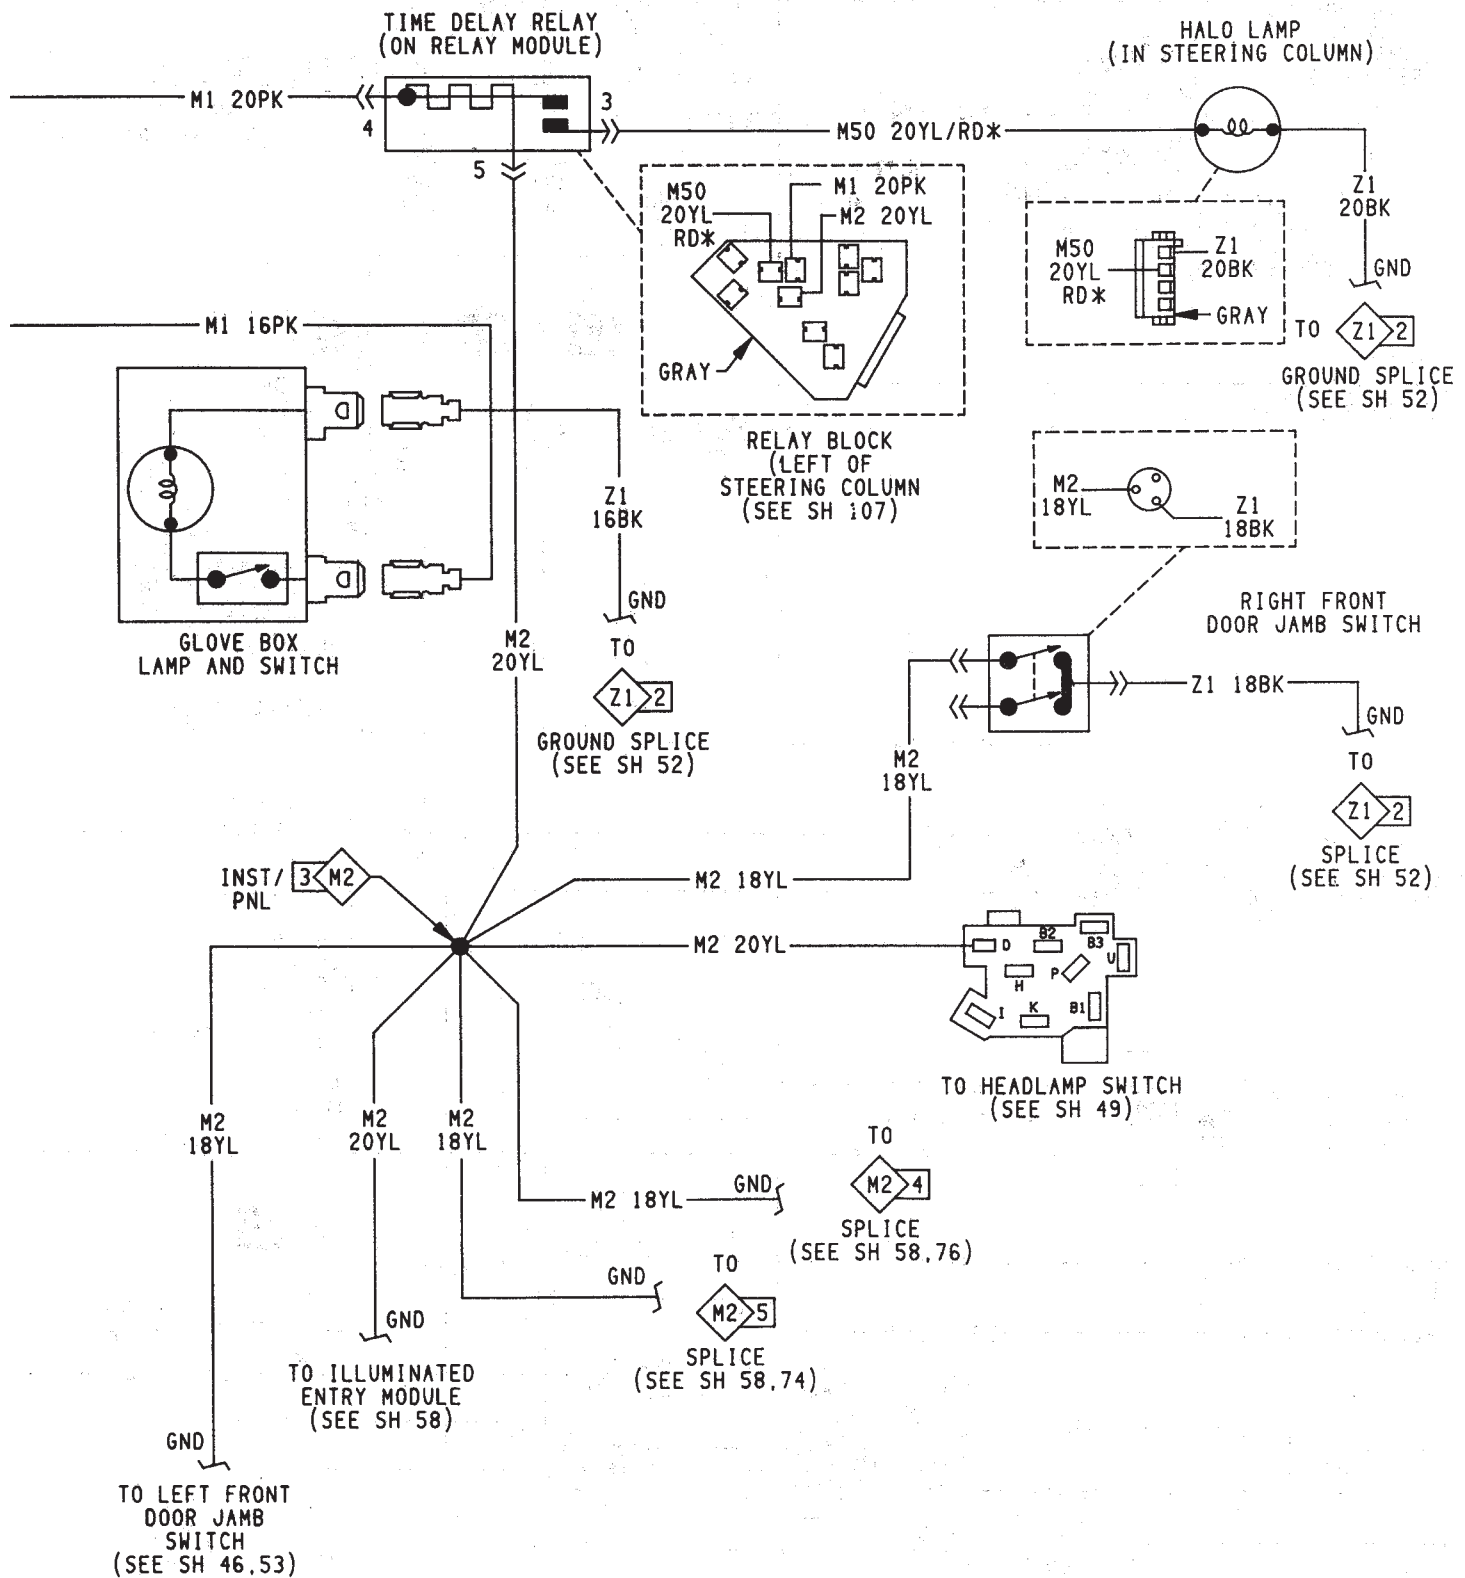 TIME DELAY RELAY
(ON RELAY MODULE)
HALO LAMP
(IN STEERING COLUMN)
M1 20PK
4
3
5
M50 20YL/RD*
Z1
20BK
GND
TO
Z1 2
GROUND SPLICE
(SEE SH 52)
M50
20YL
RD*
M1 20PK
M2 20YL
GRAY
RELAY BLOCK
(LEFT OF
STEERING COLUMN
(SEE SH 107)
M50
20YL
RD*
Z1
20BK
GRAY
M1 16PK
D
D
GLOVE BOX
LAMP AND SWITCH
Z1
16BK
GND
TO
Z1 2
GROUND SPLICE
(SEE SH 52)
M2
20YL
M2
18YL
Z1
18BK
RIGHT FRONT
DOOR JAMB SWITCH
Z1 18BK
GND
TO
Z1 2
SPLICE
(SEE SH 52)
M2
18YL
INST/
PNL
3 M2
M2 18YL
M2 20YL
D
B2
B3
U
H
P
I
K
B1
TO HEADLAMP SWITCH
(SEE SH 49)
M2
18YL
M2
20YL
M2
18YL
M2 18YL
GND
TO
M2 4
SPLICE
(SEE SH 58,76)
GND
TO
M2 5
SPLICE
(SEE SH 58,74)
GND
TO ILLUMINATED
ENTRY MODULE
(SEE SH 58)
GND
TO LEFT FRONT
DOOR JAMB
SWITCH
(SEE SH 46,53)